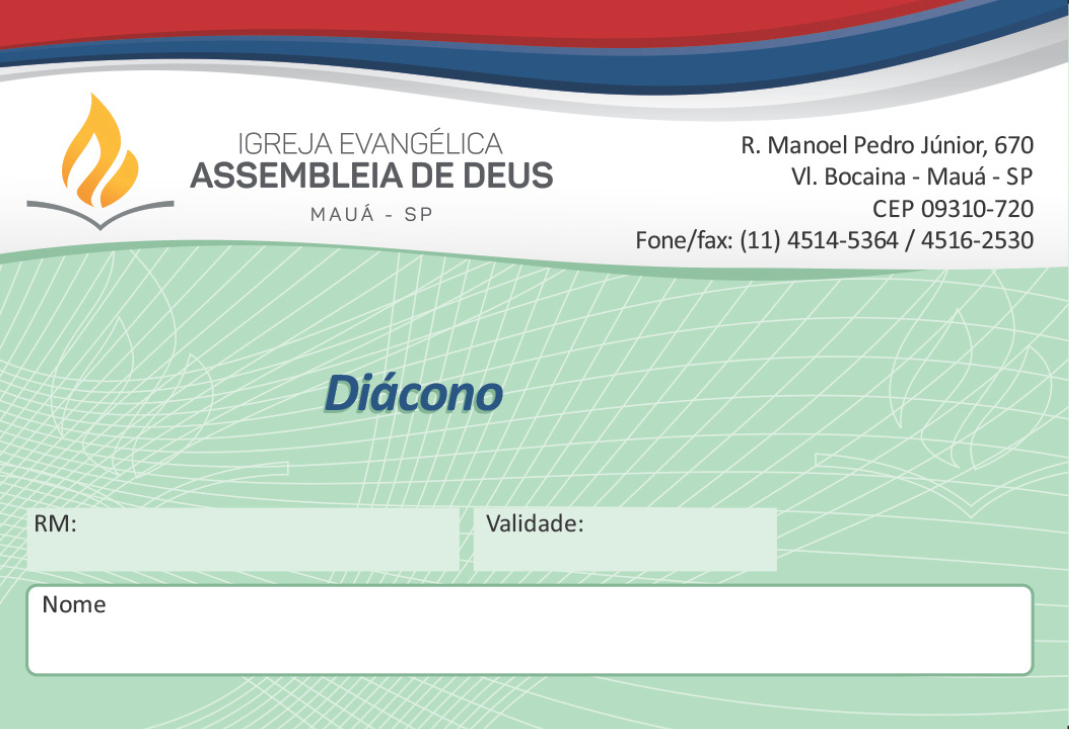 IGREJA EVANGÉLICA
ASSEMBLEIA DE DEUS
MAUÁ - SP
R. Manoel Pedro Júnior, 670
Vl. Bocaina - Mauá - SP
CEP 09310-720
Fone/fax: (11) 4514-5364 / 4516-2530
Diácono
RM:
Validade:
Nome